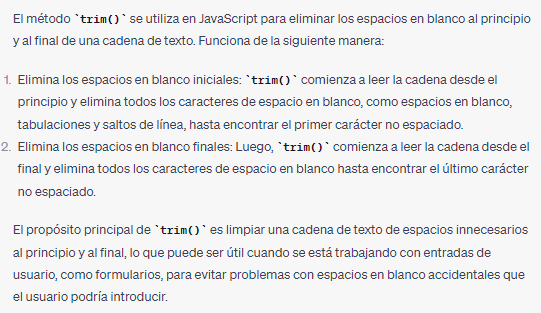 El método `trim()` se utiliza en JavaScript para eliminar los espacios en blanco al principio
y al final de una cadena de texto. Funciona de la siguiente manera:
1. Elimina los espacios en blanco iniciales: `trim()` comienza a leer la cadena desde el
principio y elimina todos los caracteres de espacio en blanco, como espacios en blanco,
tabulaciones y saltos de línea, hasta encontrar el primer carácter no espaciado.
2. Elimina los espacios en blanco finales: Luego, `trim()` comienza a leer la cadena desde el
final y elimina todos los caracteres de espacio en blanco hasta encontrar el último carácter
no espaciado.
El propósito principal de `trim()` es limpiar una cadena de texto de espacios innecesarios
al principio y al final, lo que puede ser útil cuando se está trabajando con entradas de
usuario, como formularios, para evitar problemas con espacios en blanco accidentales que
el usuario podría introducir.